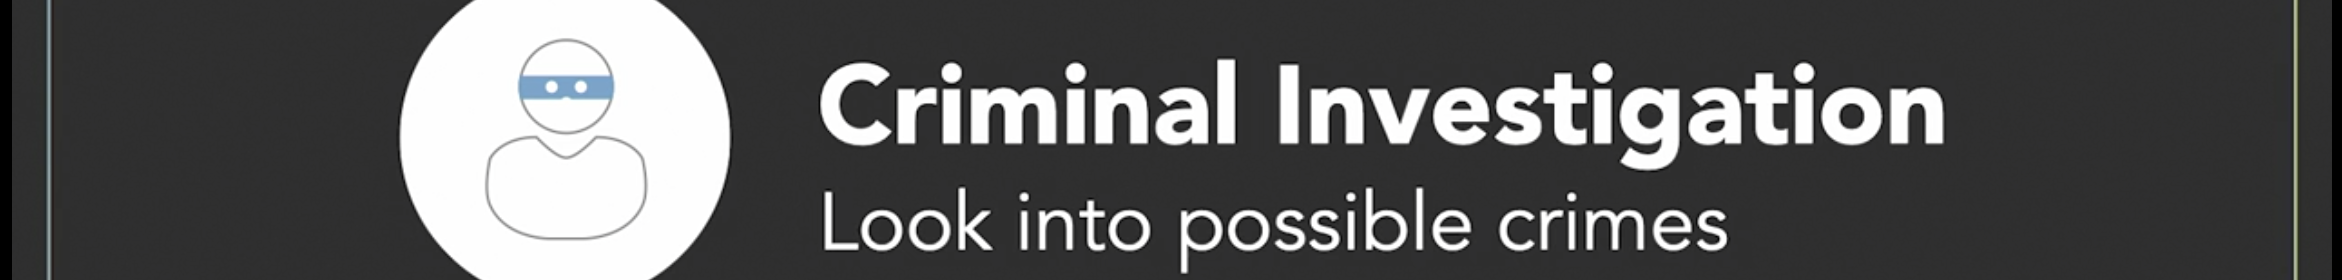 Criminal Investigation
Look into possible crimes